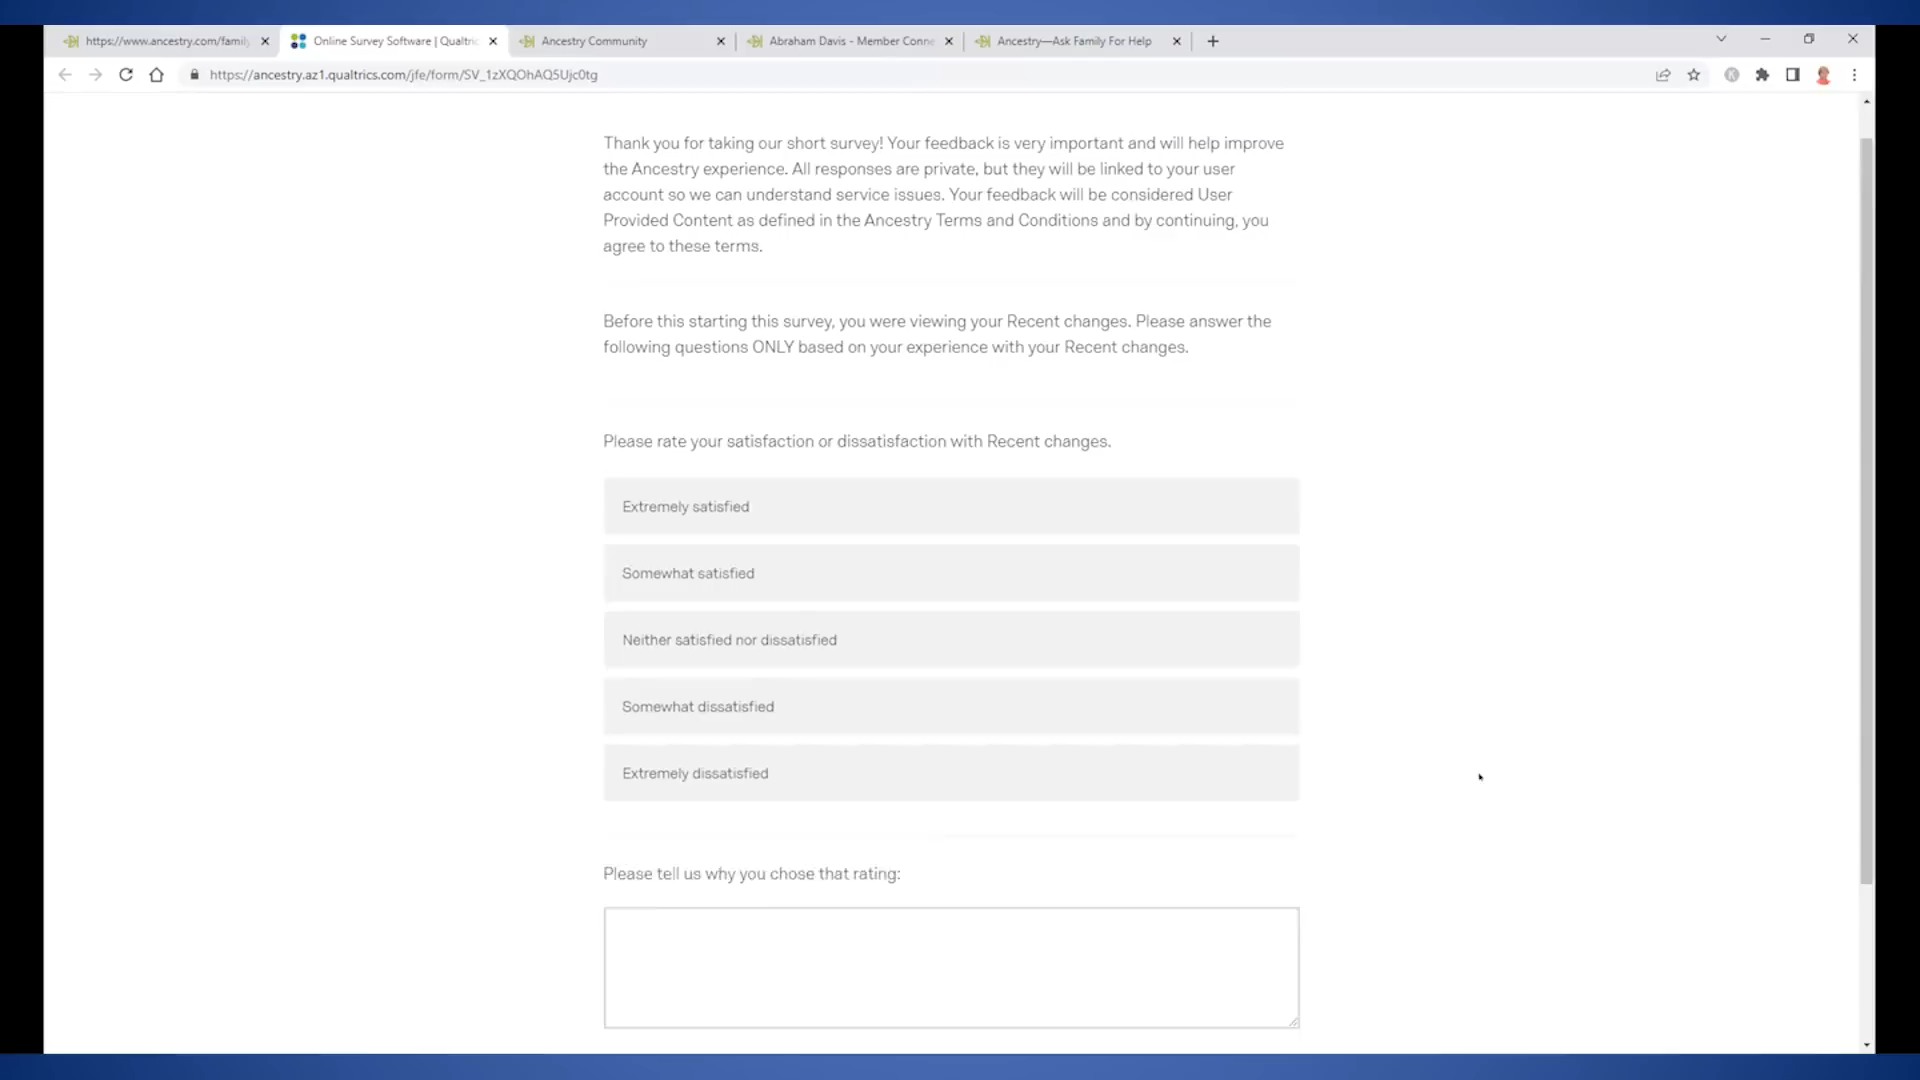 https://www.ancestry.com/famil
Online Survey Software | Qualtric
Ancestry Community
Abraham Davis - Member Conne
Ancestry—Ask Family For Help
https://ancestry.az1.qualtrics.com/jfe/form/SV_1zXQOhAQ5Ujc0tg
Thank you for taking our short survey! Your feedback is very important and will help improve
the Ancestry experience. All responses are private, but they will be linked to your user
account so we can understand service issues. Your feedback will be considered User
Provided Content as defined in the Ancestry Terms and Conditions and by continuing, you
agree to these terms.
Before this starting this survey, you were viewing your Recent changes. Please answer the
following questions ONLY based on your experience with your Recent changes.
Please rate your satisfaction or dissatisfaction with Recent changes.
Extremely satisfied
Somewhat satisfied
Neither satisfied nor dissatisfied
Somewhat dissatisfied
Extremely dissatisfied
Please tell us why you chose that rating: